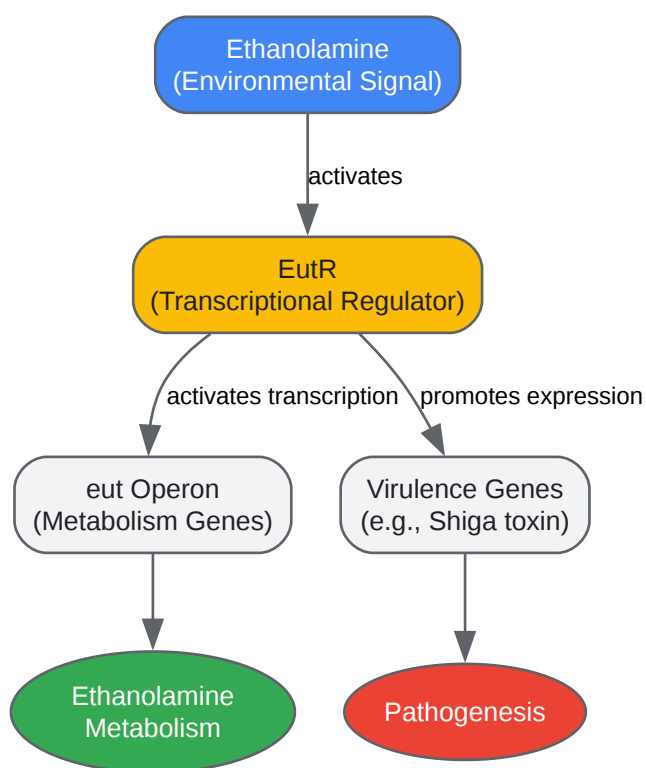 Ethanolamine
(Environmental Signal)
activates
EutR
(Transcriptional Regulator)
activates transcription
promotes expression
eut Operon
(Metabolism Genes)
Virulence Genes
(e.g., Shiga toxin)
Ethanolamine
Metabolism
Pathogenesis